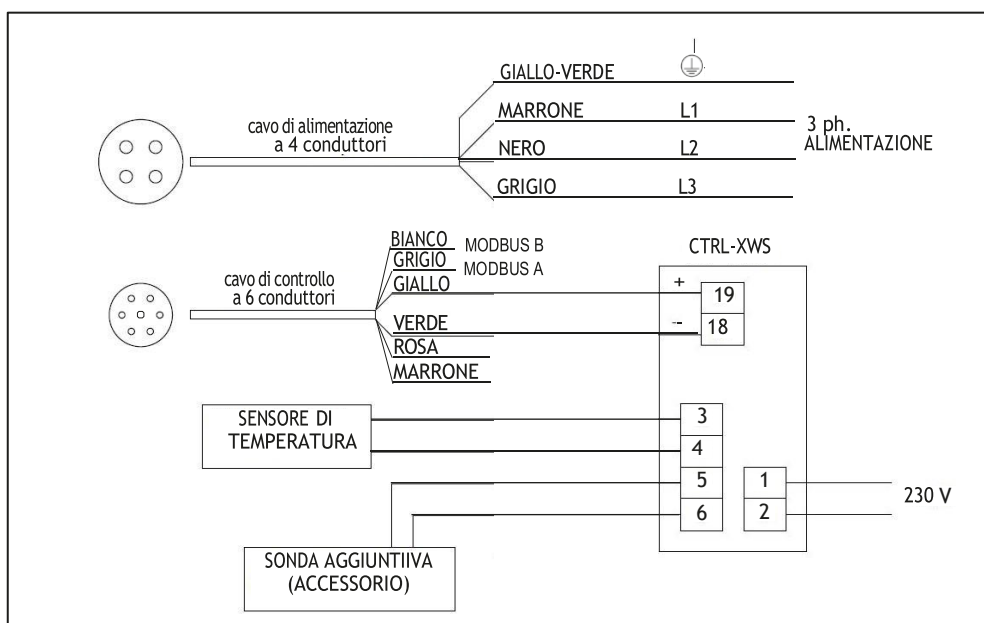 GIALLO-VERDE
MARRONE L1
cavo di alimentazione
a 4 conduttori
3 ph.
ALIMENTAZIONE
NERO L2
GRIGIO L3
BIANCO MODBUS B
GRIGIO MODBUS A
GIALLO
cavo di controllo
a 6 conduttori
VERDE
ROSA
MARRONE
CTRL-XWS
+ 19
-- 18
SENSORE DI
TEMPERATURA
3
4
5 1
6 2
230 V
SONDA AGGIUNTIIVA
(ACCESSORIO)